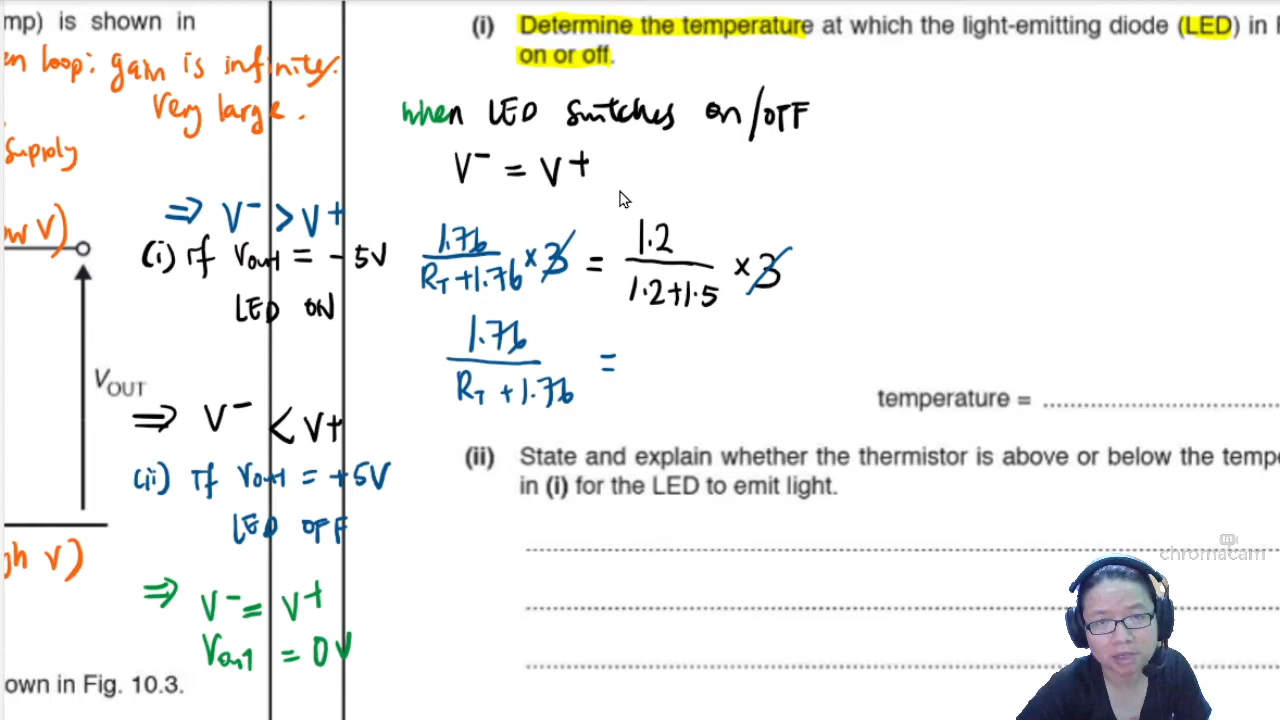 mp) is shown in
en loop: gain is infinity.
very large.
supply
ow V)
⇒ V⁻ > V⁺
(i) if Vout = -5V
LED ON
VOUT
⇒ V⁻ < V⁺
(ii) if Vout = +5V
LED OFF
gh V)
⇒ V⁻ = V⁺
Vout = 0V
own in Fig. 10.3.
(i) Determine the temperature at which the light-emitting diode (LED) in
on or off.
when LED switches on/OFF
V⁻ = V⁺
1.76 / (RT + 1.76) × 3 = 1.2 / (1.2+1.5) × 3
1.76 / (RT + 1.76) =
temperature = ........................................
(ii) State and explain whether the thermistor is above or below the tempe
in (i) for the LED to emit light.
chromacam